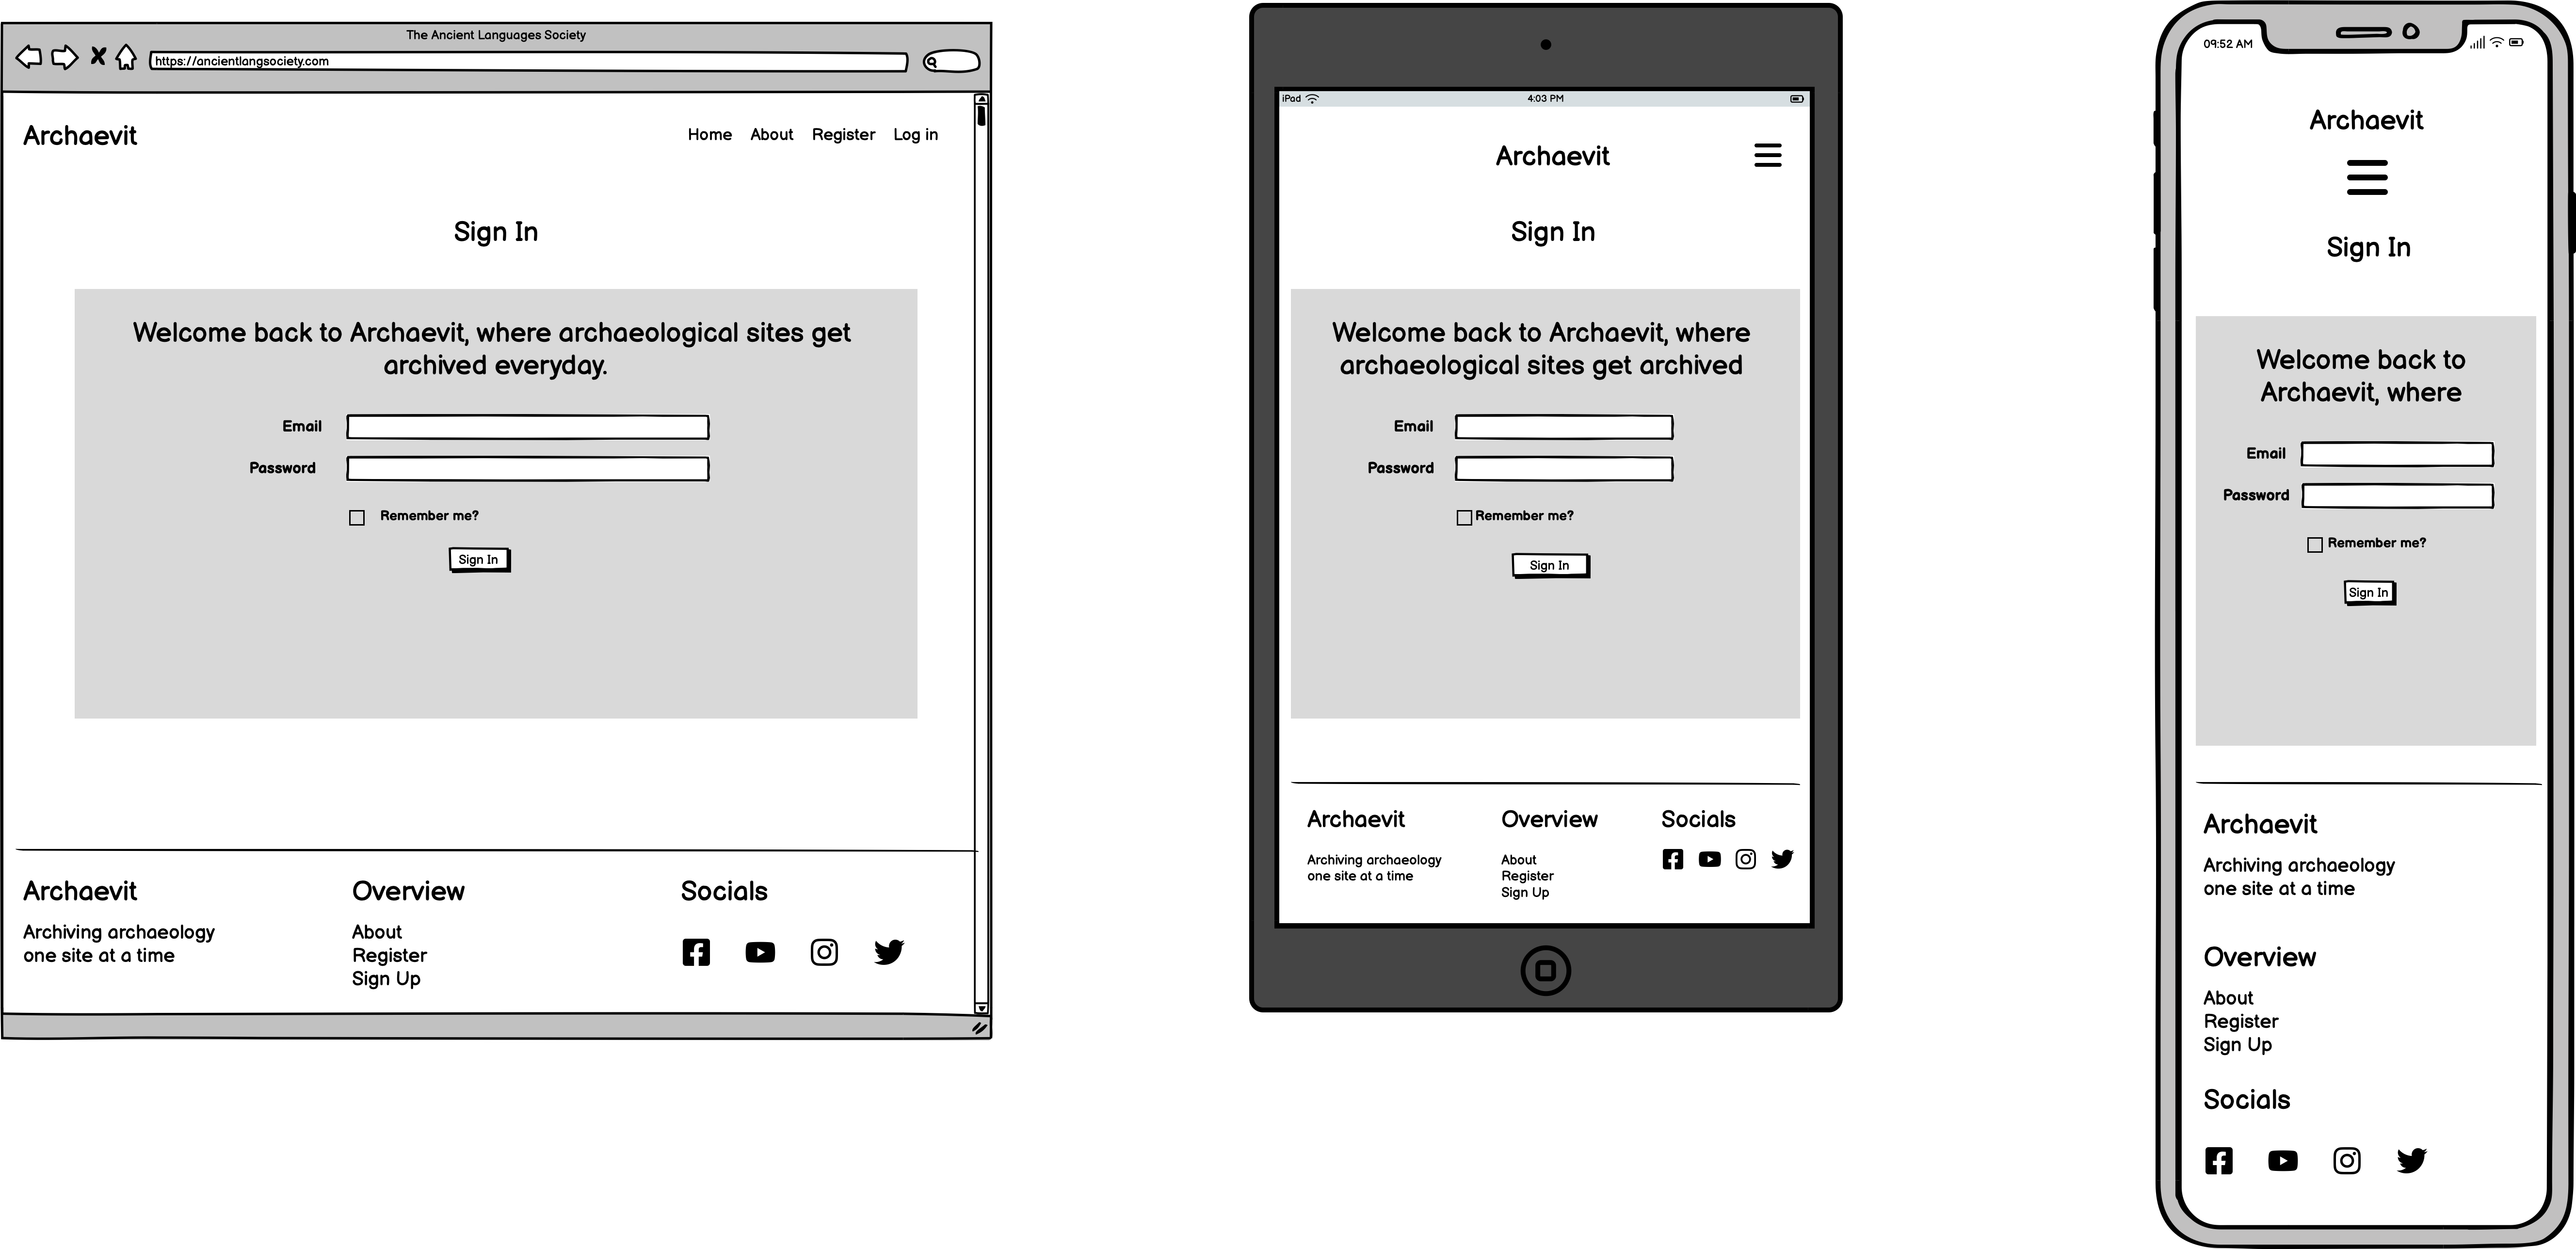 The Ancient Languages Society
https://ancientlangsociety.com
Archaevit
Home About Register Log in
Sign In
Welcome back to Archaevit, where archaeological sites get
archived everyday.
Email
Password
Remember me?
Sign In
Archaevit
Archiving archaeology
one site at a time
Overview
About
Register
Sign Up
Socials
iPad
4:03 PM
Archaevit
Sign In
Welcome back to Archaevit, where
archaeological sites get archived
Email
Password
Remember me?
Sign In
Archaevit
Archiving archaeology
one site at a time
Overview
About
Register
Sign Up
Socials
09:52 AM
Archaevit
Sign In
Welcome back to
Archaevit, where
Email
Password
Remember me?
Sign In
Archaevit
Archiving archaeology
one site at a time
Overview
About
Register
Sign Up
Socials